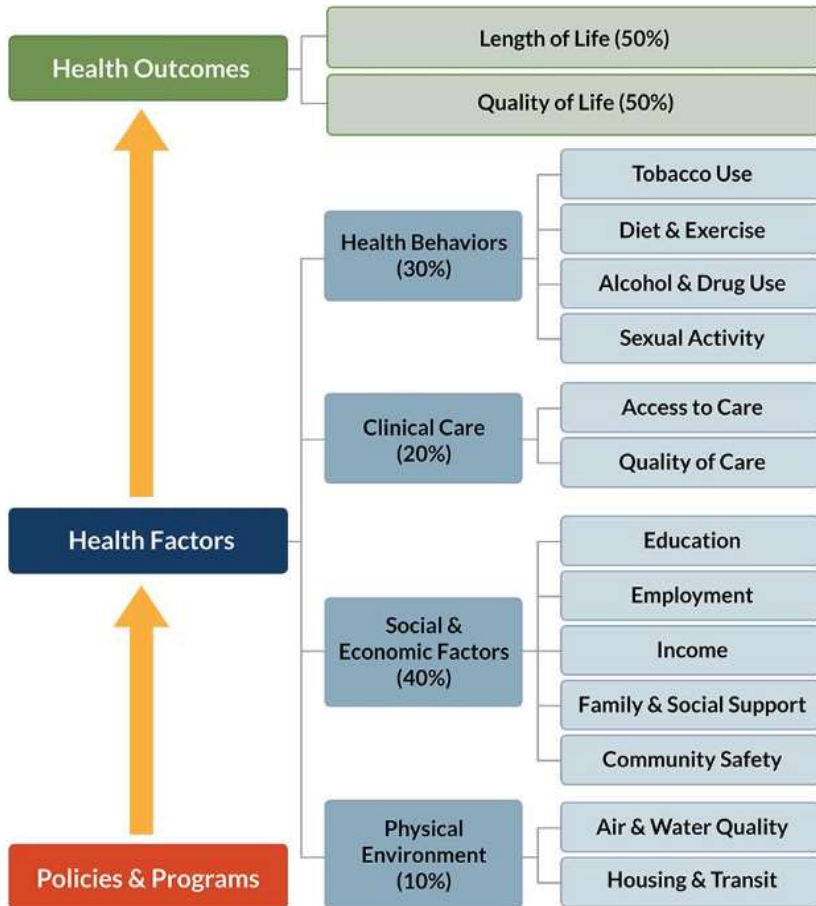 Health Outcomes
Length of Life (50%)
Quality of Life (50%)
Health Factors
Health Behaviors
(30%)
Tobacco Use
Diet & Exercise
Alcohol & Drug Use
Sexual Activity
Clinical Care
(20%)
Access to Care
Quality of Care
Social &
Economic Factors
(40%)
Education
Employment
Income
Family & Social Support
Community Safety
Physical
Environment
(10%)
Air & Water Quality
Housing & Transit
Policies & Programs